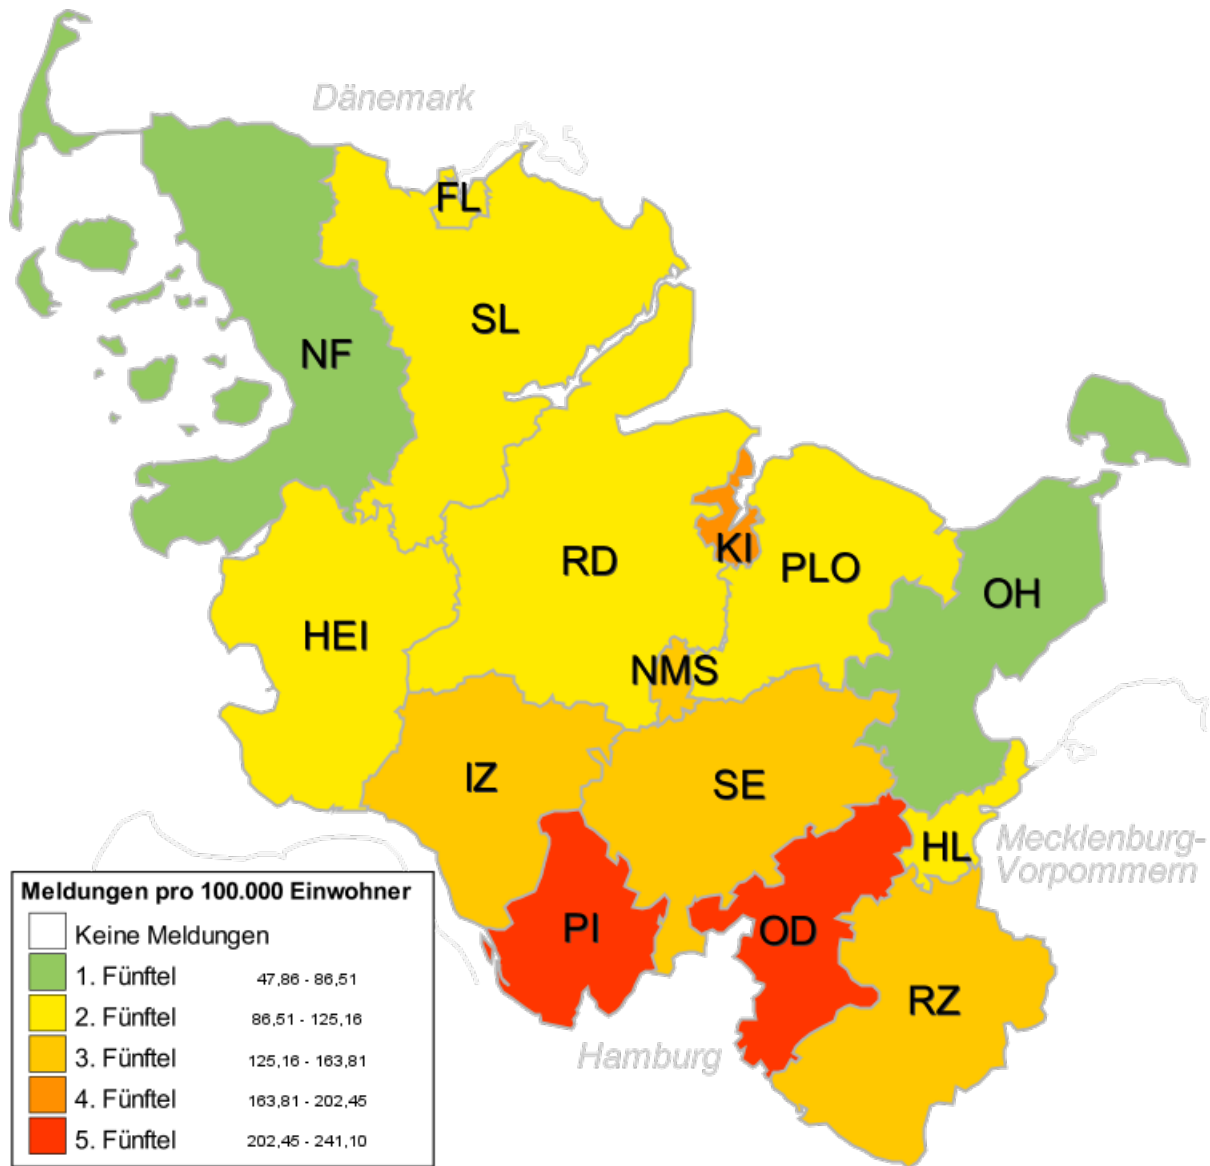 Dänemark
FL
SL
NF
RD
KI
PLO
OH
HEI
NMS
IZ
SE
HL
Mecklenburg-
Vorpommern
PI
OD
RZ
Hamburg
Meldungen pro 100.000 Einwohner
Keine Meldungen
1. Fünftel 47,86 - 86,51
2. Fünftel 86,51 - 125,16
3. Fünftel 125,16 - 163,81
4. Fünftel 163,81 - 202,45
5. Fünftel 202,45 - 241,10